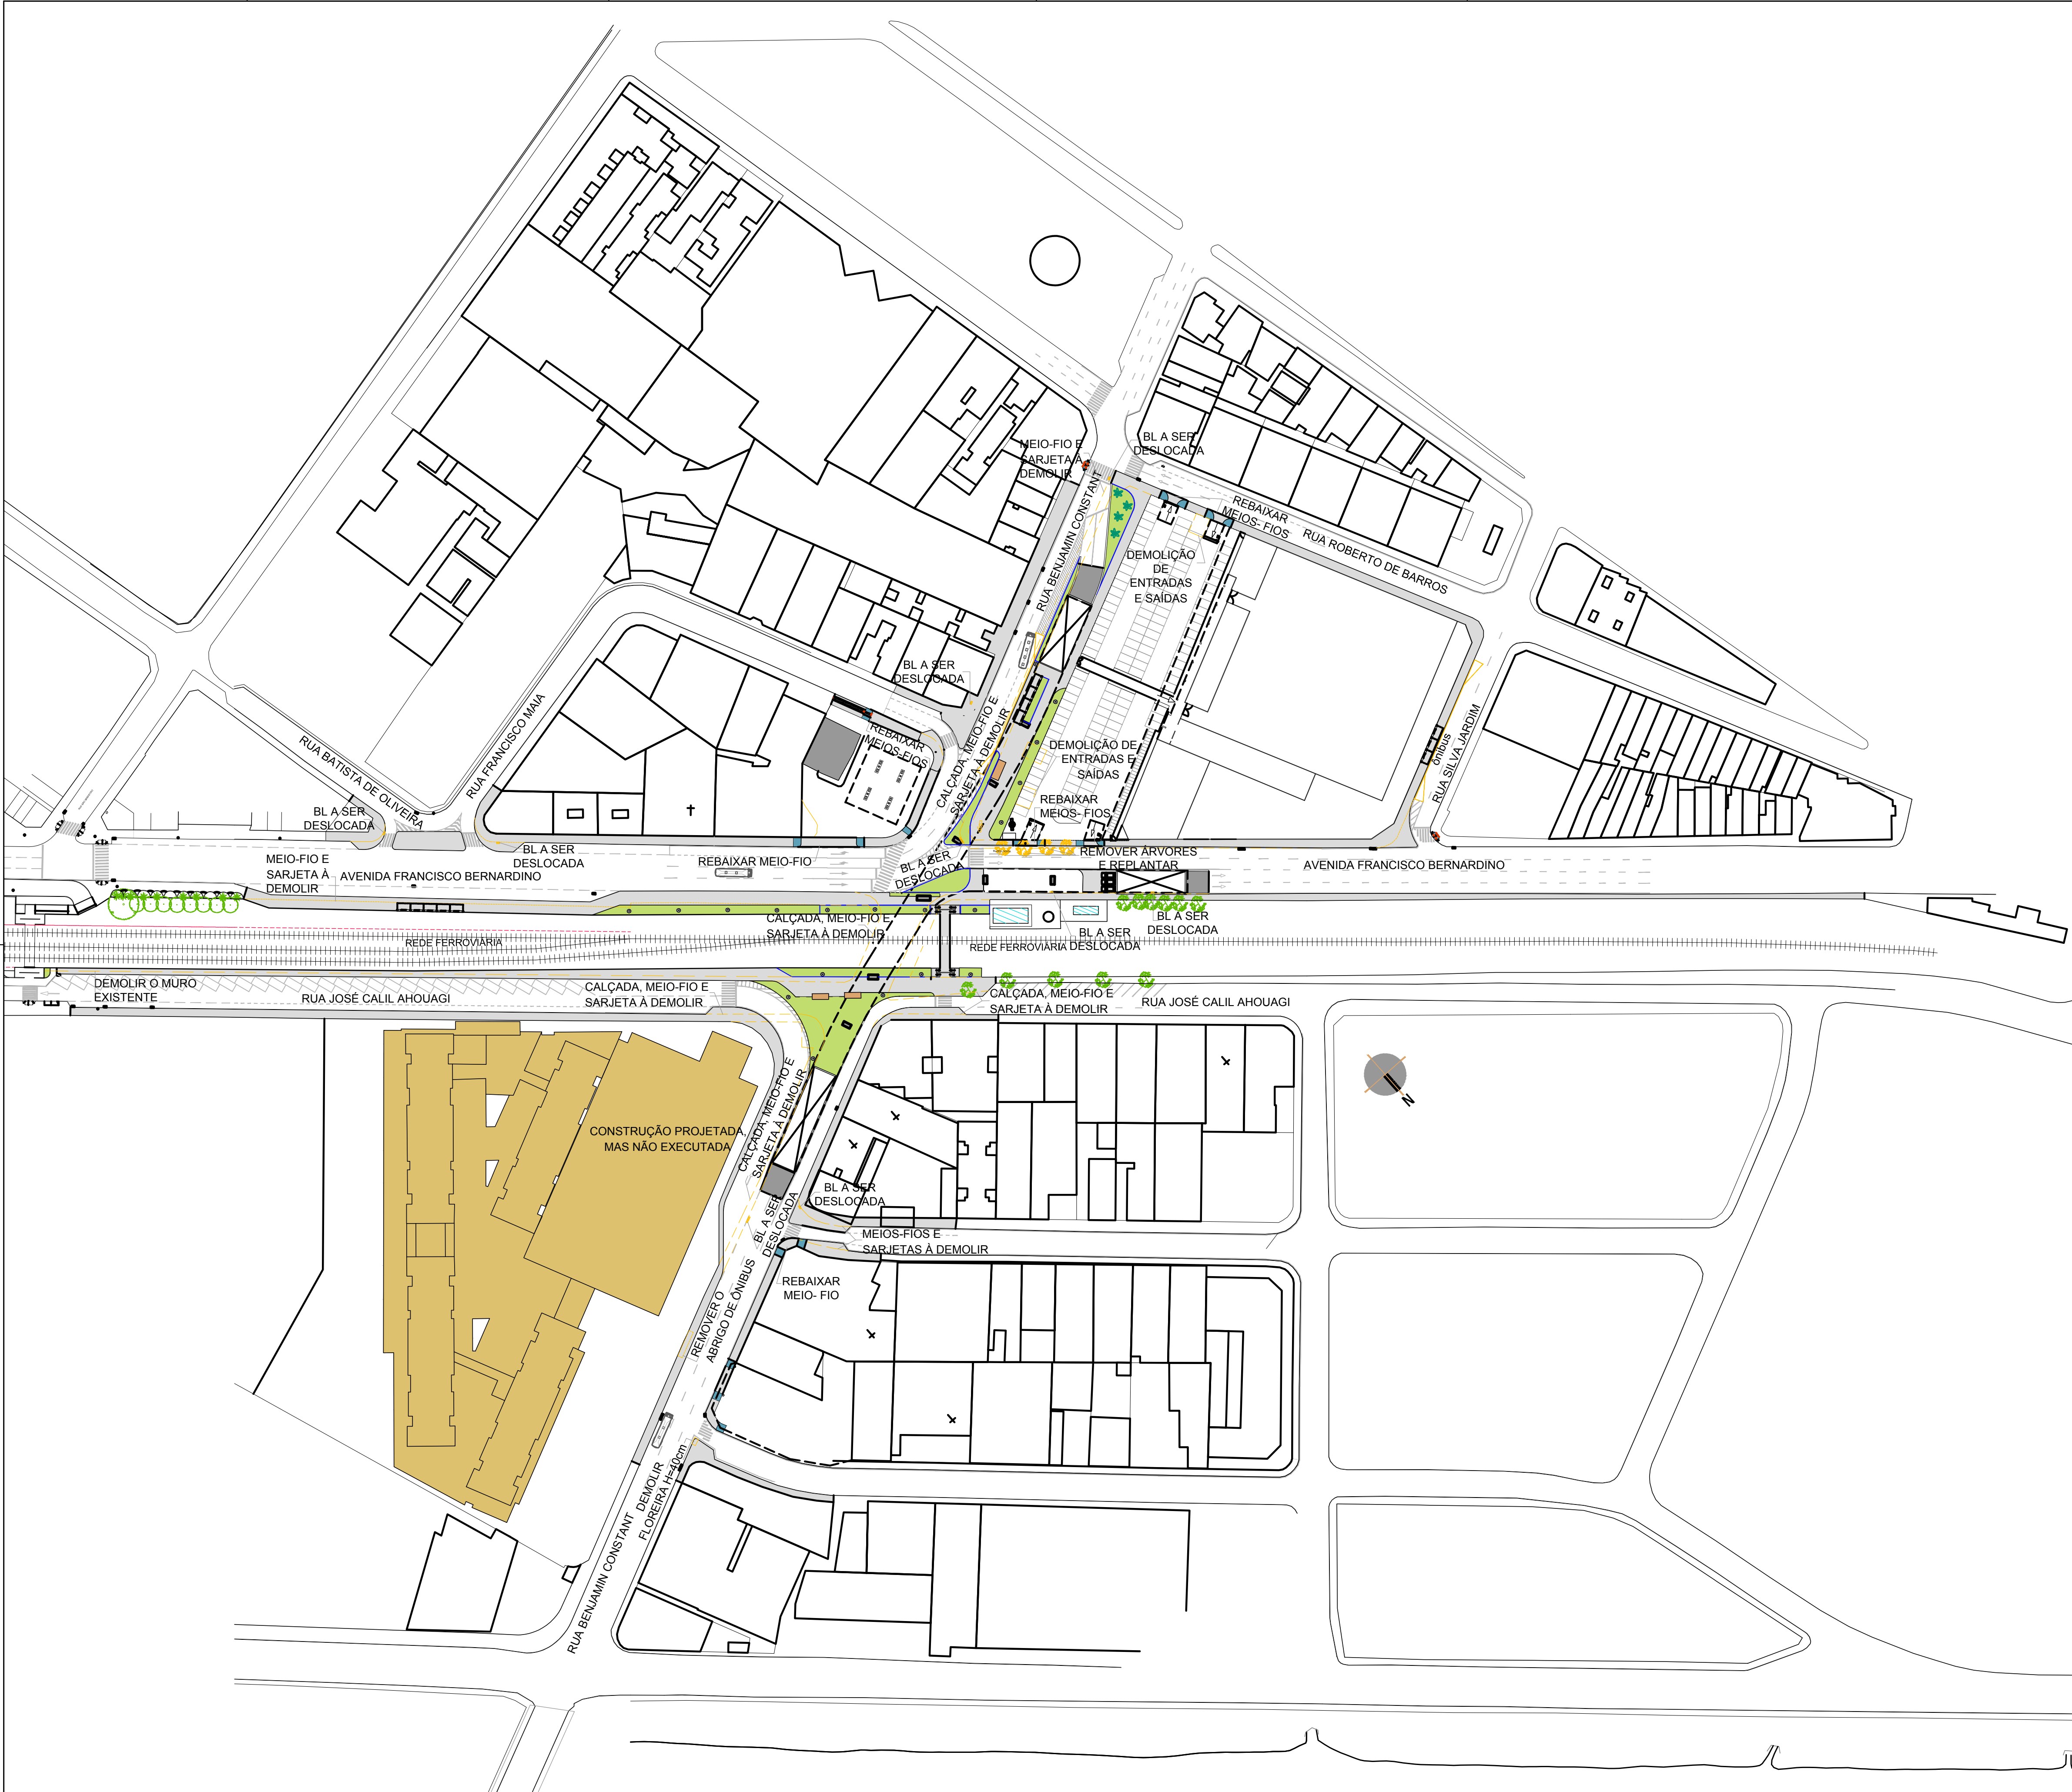 MEIO-FIO E
SARJETA À
DEMOLIR
BL A SER
DESLOCADA
RUA BENJAMIN CONSTANT
REBAIXAR
MEIOS- FIOS
RUA ROBERTO DE BARROS
DEMOLIÇÃO
DE
ENTRADAS
E SAÍDAS
BL A SER
DESLOCADA
RUA FRANCISCO MAIA
REBAIXAR
MEIOS-FIOS
CALÇADA, MEIO-FIO E
SARJETA À DEMOLIR
DEMOLIÇÃO DE
ENTRADAS E
SAÍDAS
ônibus
RUA SILVA JARDIM
RUA BATISTA DE OLIVEIRA
REBAIXAR
MEIOS- FIOS
BL A SER
DESLOCADA
BL A SER
DESLOCADA
MEIO-FIO E
SARJETA À
DEMOLIR
AVENIDA FRANCISCO BERNARDINO
REBAIXAR MEIO-FIO
BL A SER
DESLOCADA
REMOVER ÁRVORES
E REPLANTAR
AVENIDA FRANCISCO BERNARDINO
CALÇADA, MEIO-FIO E
SARJETA À DEMOLIR
BL A SER
DESLOCADA
BL A SER
DESLOCADA
REDE FERROVIÁRIA
REDE FERROVIÁRIA
DEMOLIR O MURO
EXISTENTE
RUA JOSÉ CALIL AHOUAGI
CALÇADA, MEIO-FIO E
SARJETA À DEMOLIR
CALÇADA, MEIO-FIO E
SARJETA À DEMOLIR
RUA JOSÉ CALIL AHOUAGI
N
CONSTRUÇÃO PROJETADA,
MAS NÃO EXECUTADA
CALÇADA, MEIO-FIO E
SARJETA À DEMOLIR
BL A SER
DESLOCADA
BL A SER
DESLOCADA
MEIOS-FIOS E
SARJETAS À DEMOLIR
REBAIXAR
MEIO- FIO
REMOVER O
ABRIGO DE ÔNIBUS
DEMOLIR
FLOREIRA H=40cm
RUA BENJAMIN CONSTANT